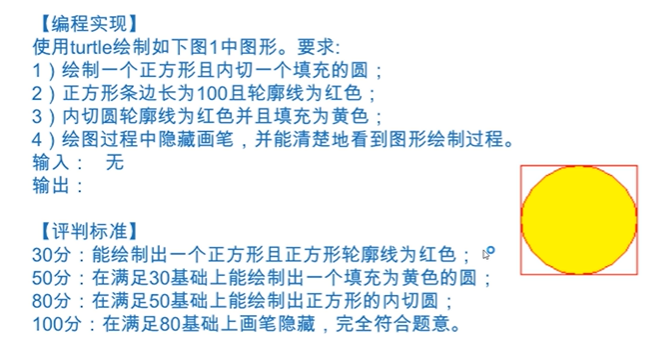 【编程实现】
使用turtle绘制如下图1中图形。要求:
1）绘制一个正方形且内切一个填充的圆；
2）正方形条边长为100且轮廓线为红色；
3）内切圆轮廓线为红色并且填充为黄色；
4）绘图过程中隐藏画笔，并能清楚地看到图形绘制过程。
输入： 无
输出：
【评判标准】
30分：能绘制出一个正方形且正方形轮廓线为红色；
50分：在满足30基础上能绘制出一个填充为黄色的圆；
80分：在满足50基础上能绘制出正方形的内切圆；
100分：在满足80基础上画笔隐藏，完全符合题意。